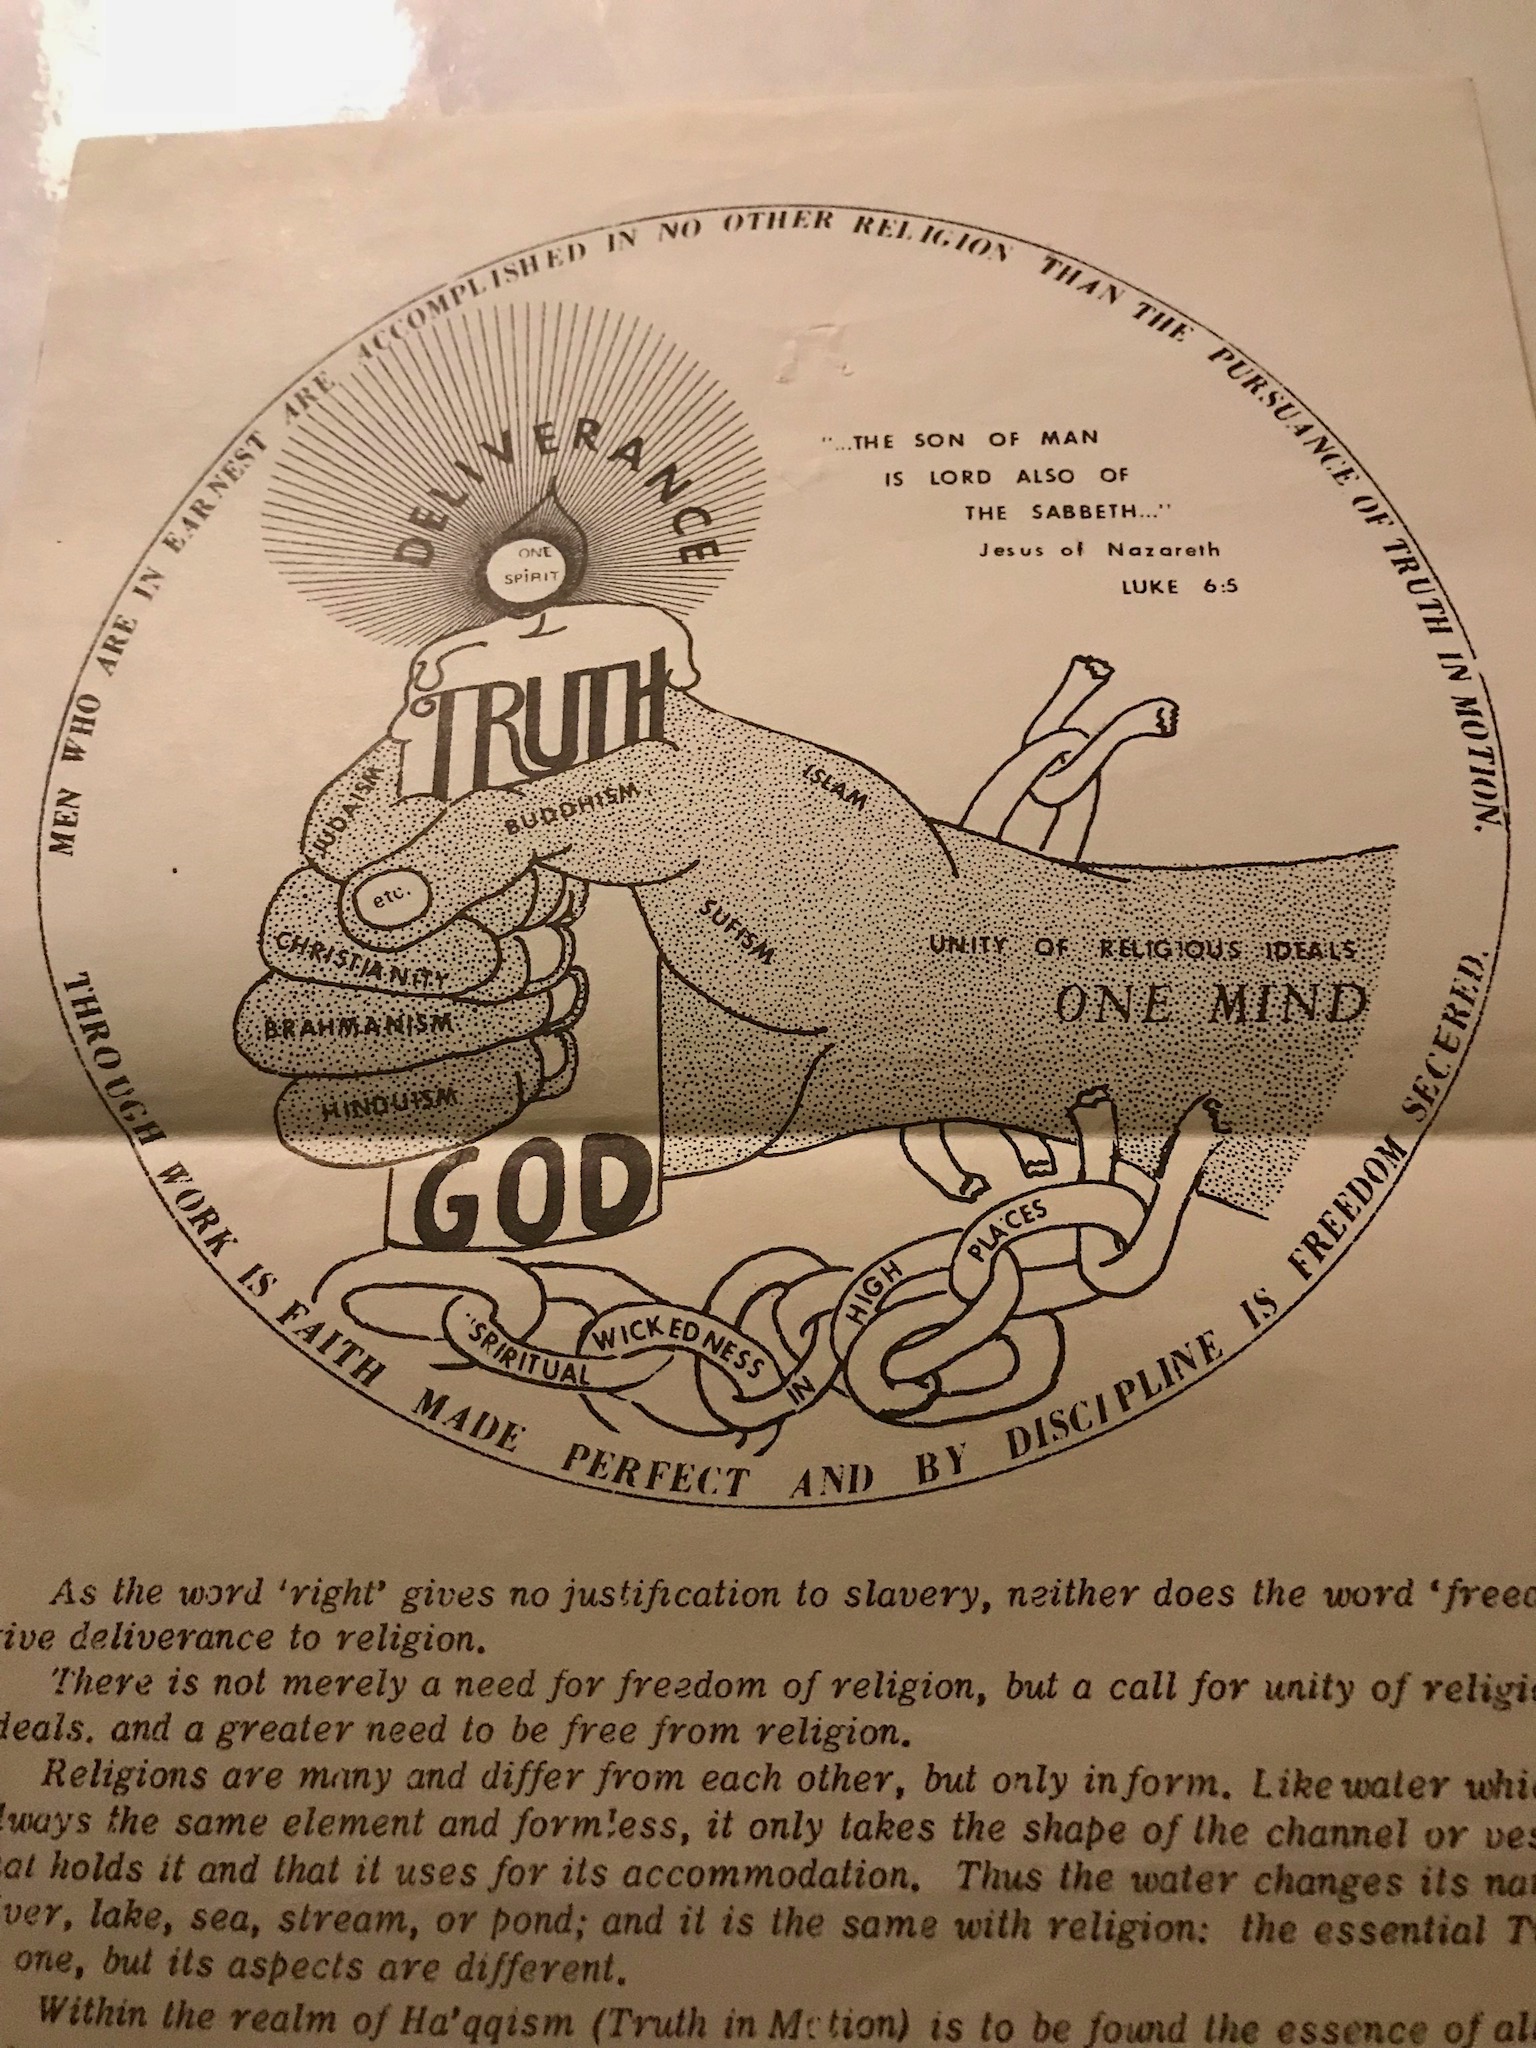 MEN WHO ARE IN EARNEST ARE ACCOMPLISHED IN NO OTHER RELIGION THAN THE PURSUANCE OF TRUTH IN MOTION.
DELIVERANCE
ONE
SPIRIT
"...THE SON OF MAN
IS LORD ALSO OF
THE SABBETH..."
Jesus of Nazareth
LUKE 6:5
TRUTH
JUDAISM
BUDDHISM
ISLAM
etc.
CHRISTIANITY
SUFISM
UNITY OF RELIGIOUS IDEALS
ONE MIND
BRAHMANISM
HINDUISM
GOD
"SPRIRITUAL
WICKEDNESS
IN
HIGH
PLACES
THROUGH WORK IS FAITH MADE PERFECT AND BY DISCIPLINE IS FREEDOM SECERED.
As the word 'right' gives no justification to slavery, neither does the word 'freed
ive deliverance to religion.
There is not merely a need for freedom of religion, but a call for unity of religi
deals. and a greater need to be free from religion.
Religions are many and differ from each other, but only in form. Like water whi
lways the same element and formless, it only takes the shape of the channel or ves
at holds it and that it uses for its accommodation. Thus the water changes its na
ver, lake, sea, stream, or pond; and it is the same with religion: the essential T
one, but its aspects are different.
Within the realm of Ha'qqism (Truth in Motion) is to be found the essence of al